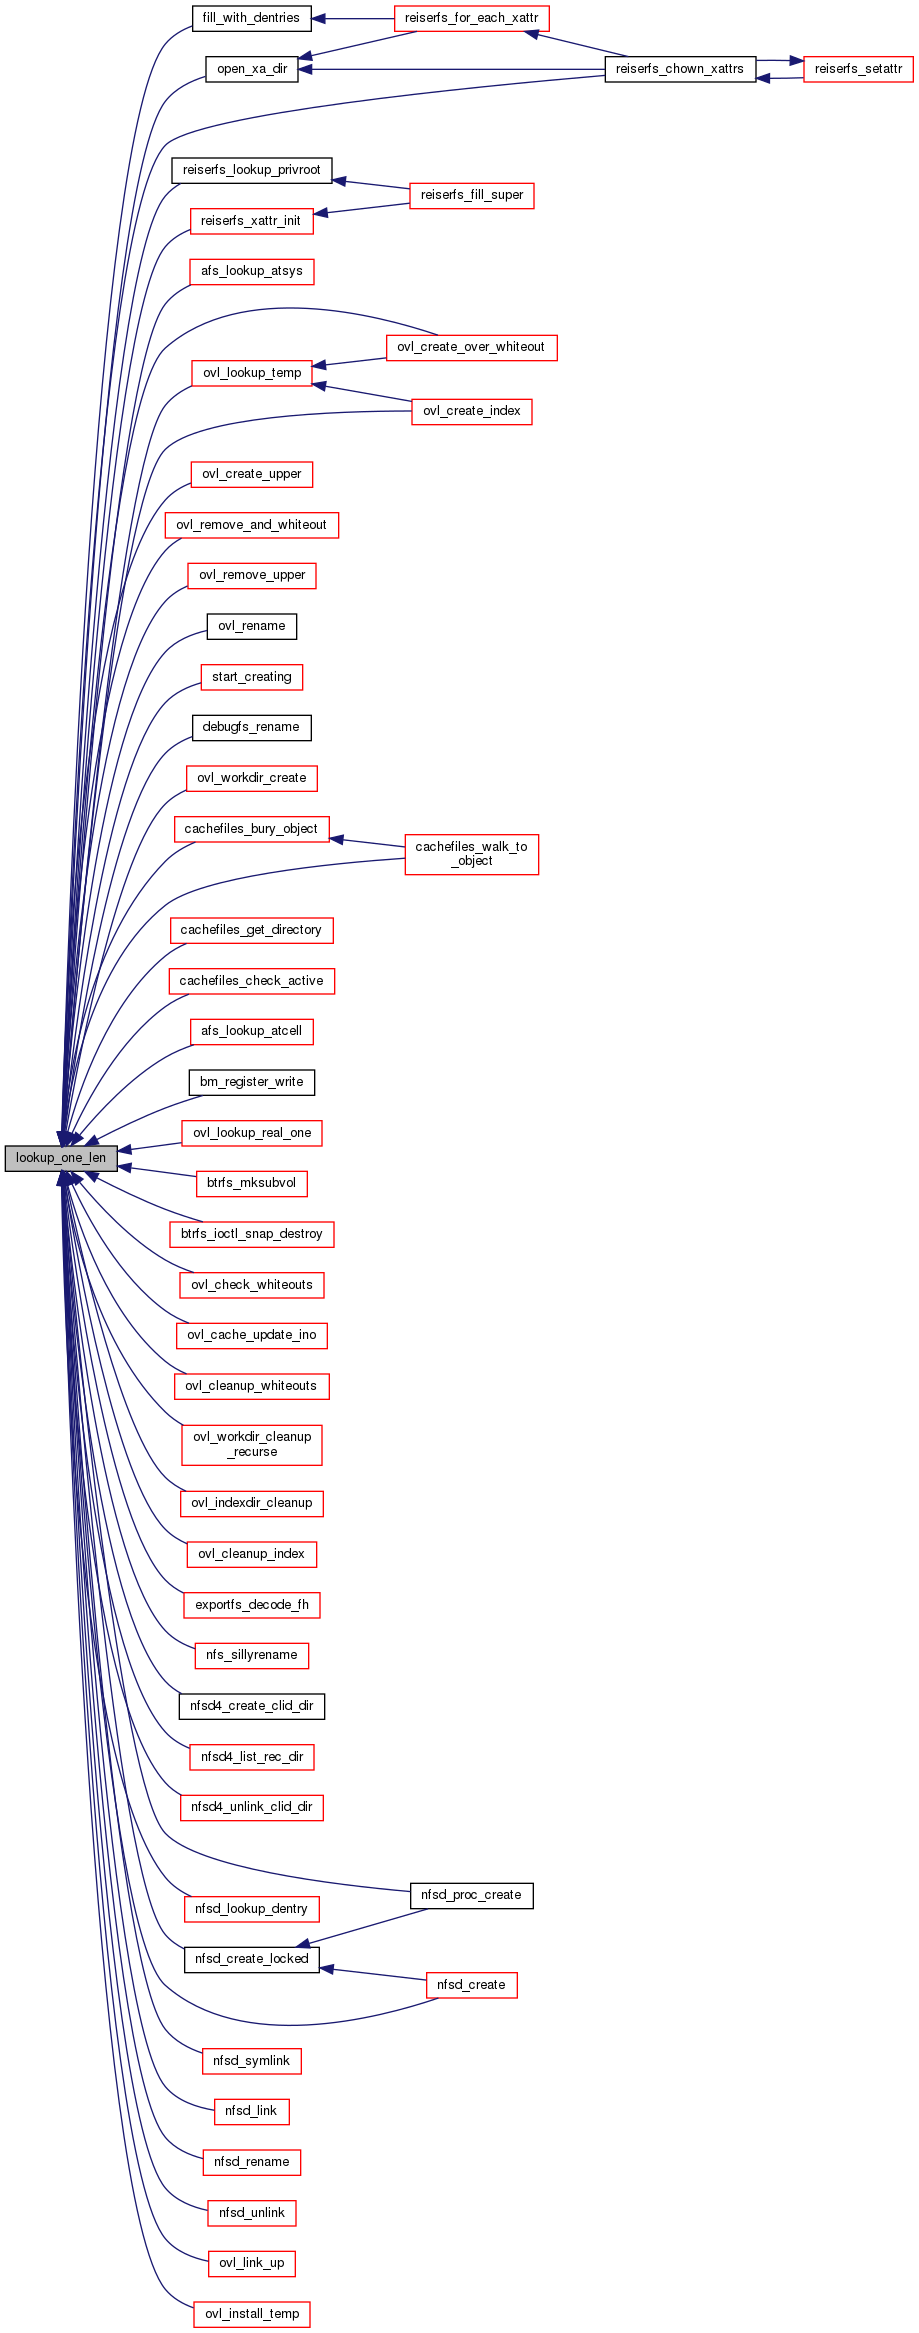 fill_with_dentries
reiserfs_for_each_xattr
open_xa_dir
reiserfs_chown_xattrs
reiserfs_setattr
reiserfs_lookup_privroot
reiserfs_fill_super
reiserfs_xattr_init
afs_lookup_atsys
ovl_create_over_whiteout
ovl_lookup_temp
ovl_create_index
ovl_create_upper
ovl_remove_and_whiteout
ovl_remove_upper
ovl_rename
start_creating
debugfs_rename
ovl_workdir_create
cachefiles_bury_object
cachefiles_walk_to
_object
cachefiles_get_directory
cachefiles_check_active
afs_lookup_atcell
bm_register_write
ovl_lookup_real_one
lookup_one_len
btrfs_mksubvol
btrfs_ioctl_snap_destroy
ovl_check_whiteouts
ovl_cache_update_ino
ovl_cleanup_whiteouts
ovl_workdir_cleanup
_recurse
ovl_indexdir_cleanup
ovl_cleanup_index
exportfs_decode_fh
nfs_sillyrename
nfsd4_create_clid_dir
nfsd4_list_rec_dir
nfsd4_unlink_clid_dir
nfsd_proc_create
nfsd_lookup_dentry
nfsd_create_locked
nfsd_create
nfsd_symlink
nfsd_link
nfsd_rename
nfsd_unlink
ovl_link_up
ovl_install_temp